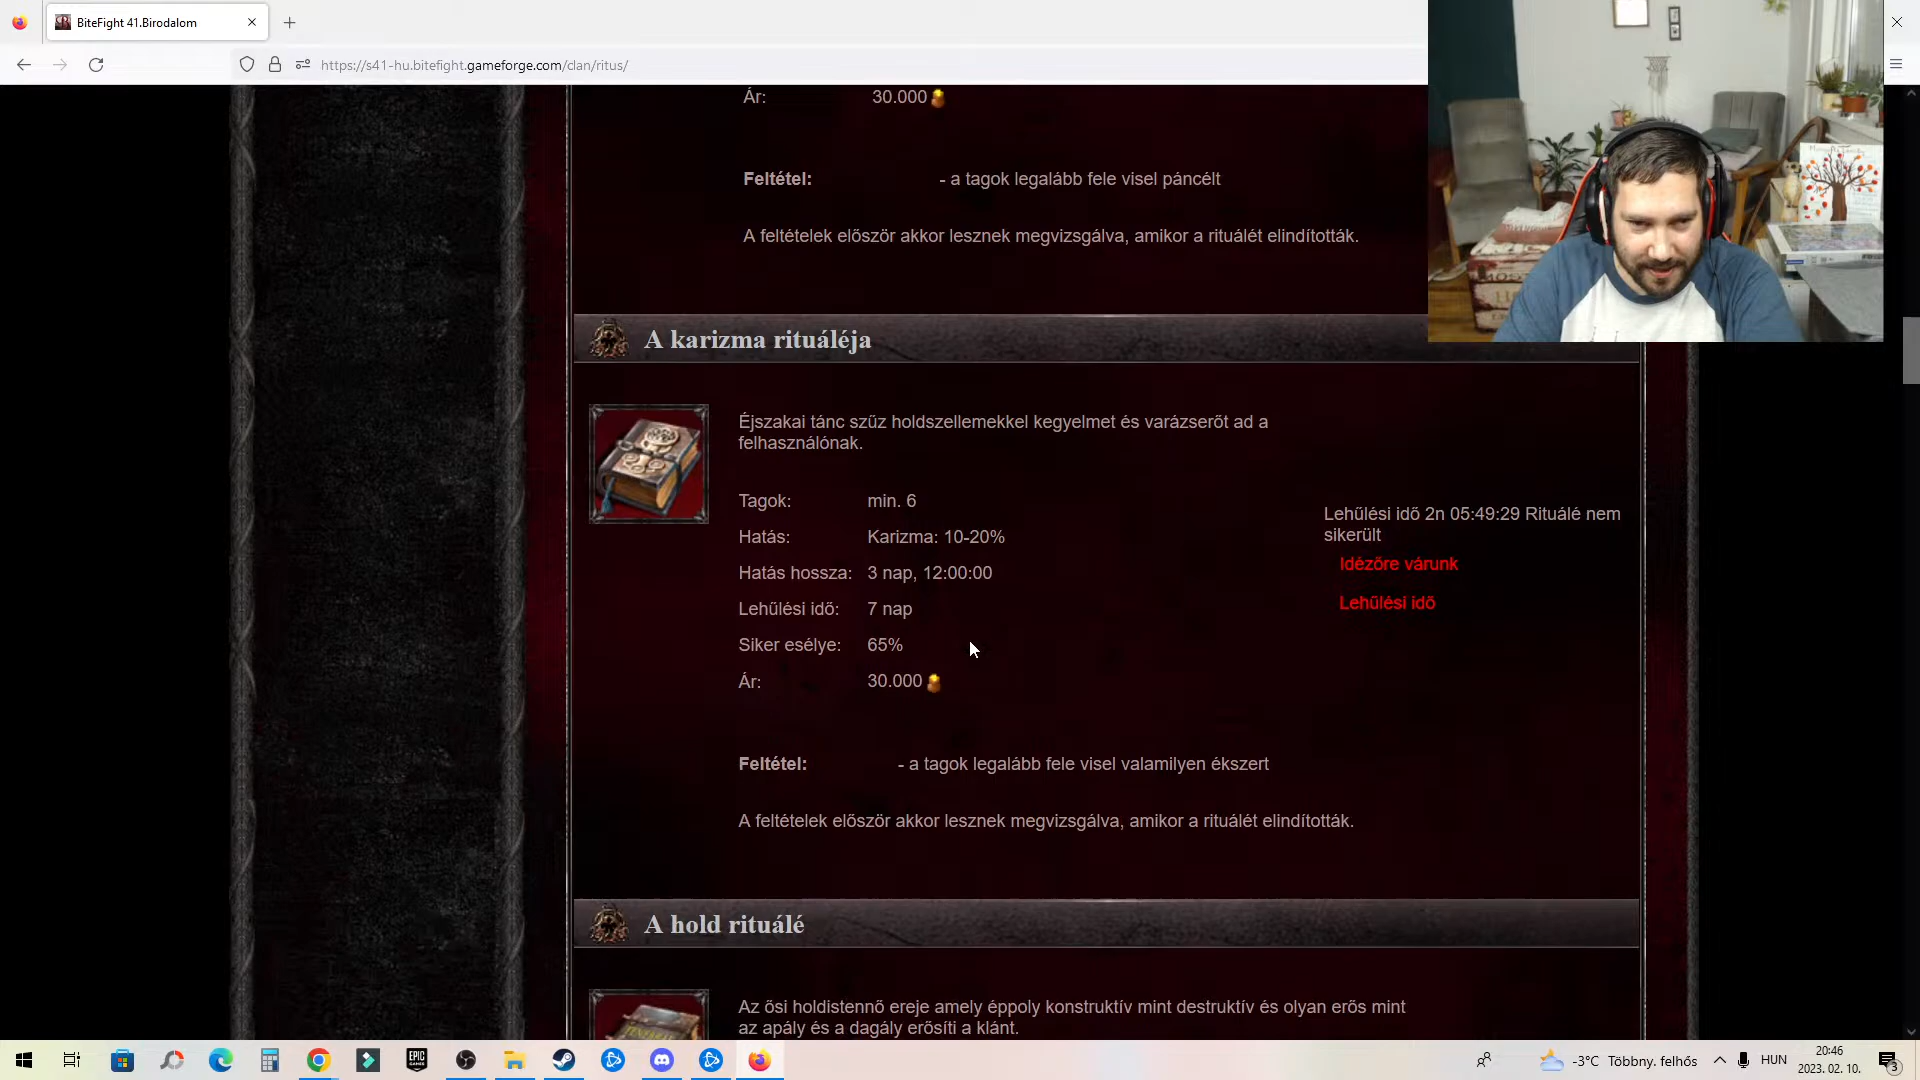 BiteFight 41.Birodalom
https://s41-hu.bitefight.gameforge.com/clan/ritus/
Ár: 30.000
Feltétel: - a tagok legalább fele visel páncélt
A feltételek először akkor lesznek megvizsgálva, amikor a rituálét elindították.
A karizma rituáléja
Éjszakai tánc szűz holdszellemekkel kegyelmet és varázserőt ad a
felhasználónak.
Tagok: min. 6
Hatás: Karizma: 10-20%
Hatás hossza: 3 nap, 12:00:00
Lehűlési idő: 7 nap
Siker esélye: 65%
Ár: 30.000
Lehűlési idő 2n 05:49:29 Rituálé nem
sikerült
Idézőre várunk
Lehűlési idő
Feltétel: - a tagok legalább fele visel valamilyen ékszert
A feltételek először akkor lesznek megvizsgálva, amikor a rituálét elindították.
A hold rituálé
Az ősi holdistennő ereje amely éppoly konstruktív mint destruktív és olyan erős mint
az apály és a dagály erősíti a klánt.
EPIC
GAMES
-3°C Többny. felhős
HUN
20:46
2023. 02. 10.
3